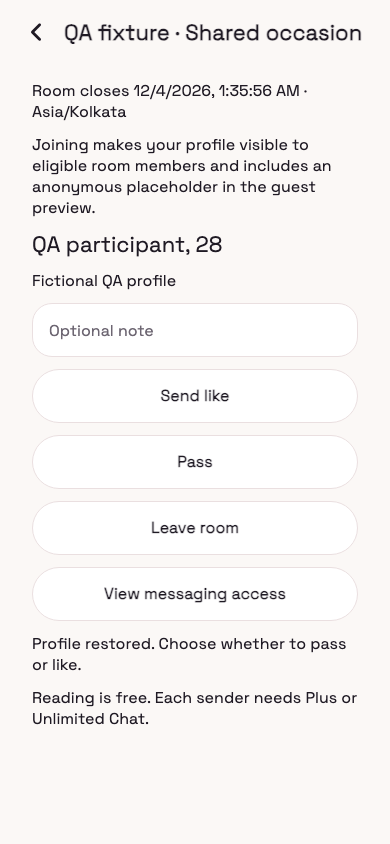 QA fixture · Shared occasion
Room closes 12/4/2026, 1:35:56 AM ·
Asia/Kolkata
Joining makes your profile visible to
eligible room members and includes an
anonymous placeholder in the guest
preview.
QA participant, 28
Fictional QA profile
Optional note
Send like
Pass
Leave room
View messaging access
Profile restored. Choose whether to pass
or like.
Reading is free. Each sender needs Plus or
Unlimited Chat.